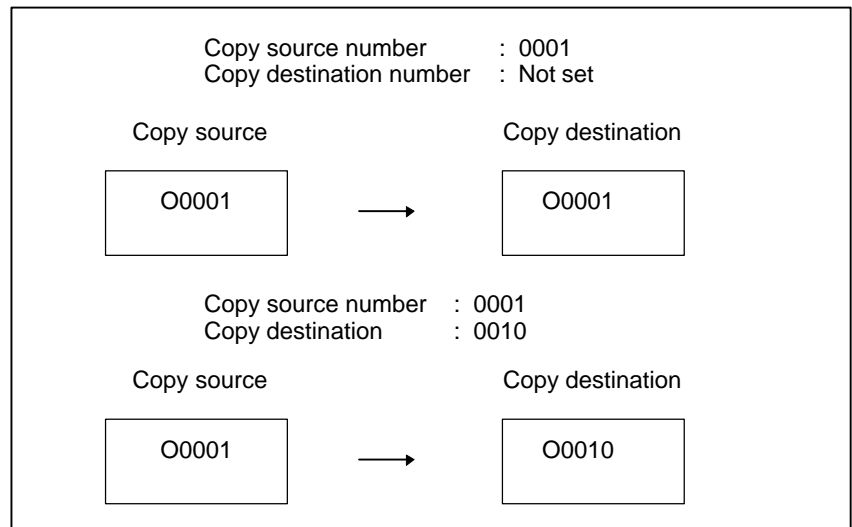 Copy source number : 0001
Copy destination number : Not set
Copy source Copy destination
O0001 O0001
Copy source number : 0001
Copy destination : 0010
Copy source Copy destination
O0001 O0010